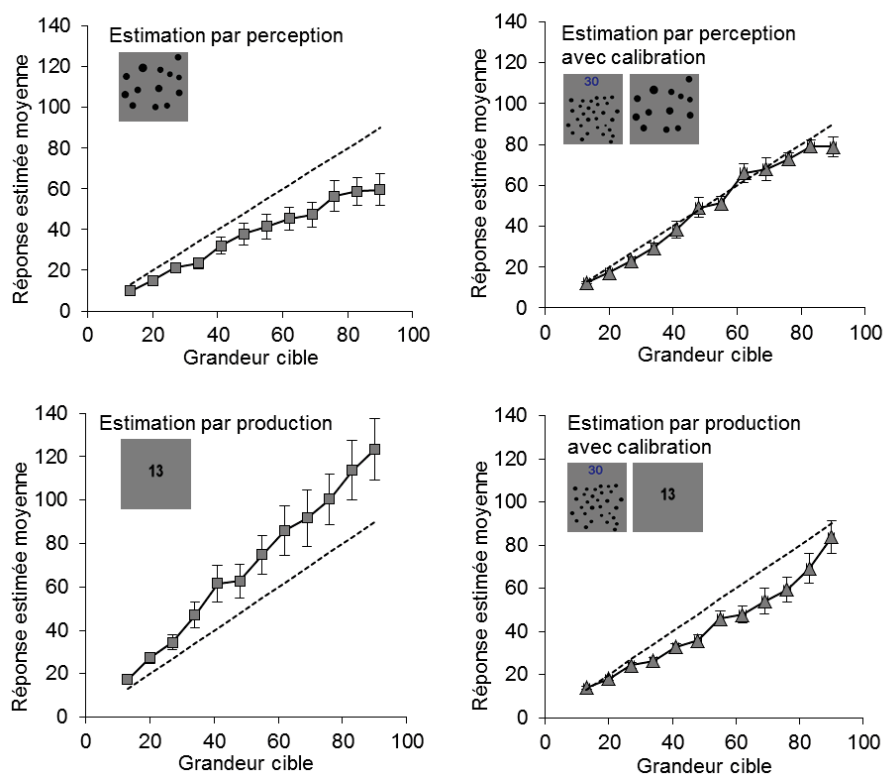 Estimation par perception
140
120
100
80
60
40
20
0
0 20 40 60 80 100
Réponse estimée moyenne
Grandeur cible
Estimation par perception
avec calibration
30
140
120
100
80
60
40
20
0
0 20 40 60 80 100
Réponse estimée moyenne
Grandeur cible
Estimation par production
13
140
120
100
80
60
40
20
0
0 20 40 60 80 100
Réponse estimée moyenne
Grandeur cible
Estimation par production
avec calibration
30
13
140
120
100
80
60
40
20
0
0 20 40 60 80 100
Réponse estimée moyenne
Grandeur cible